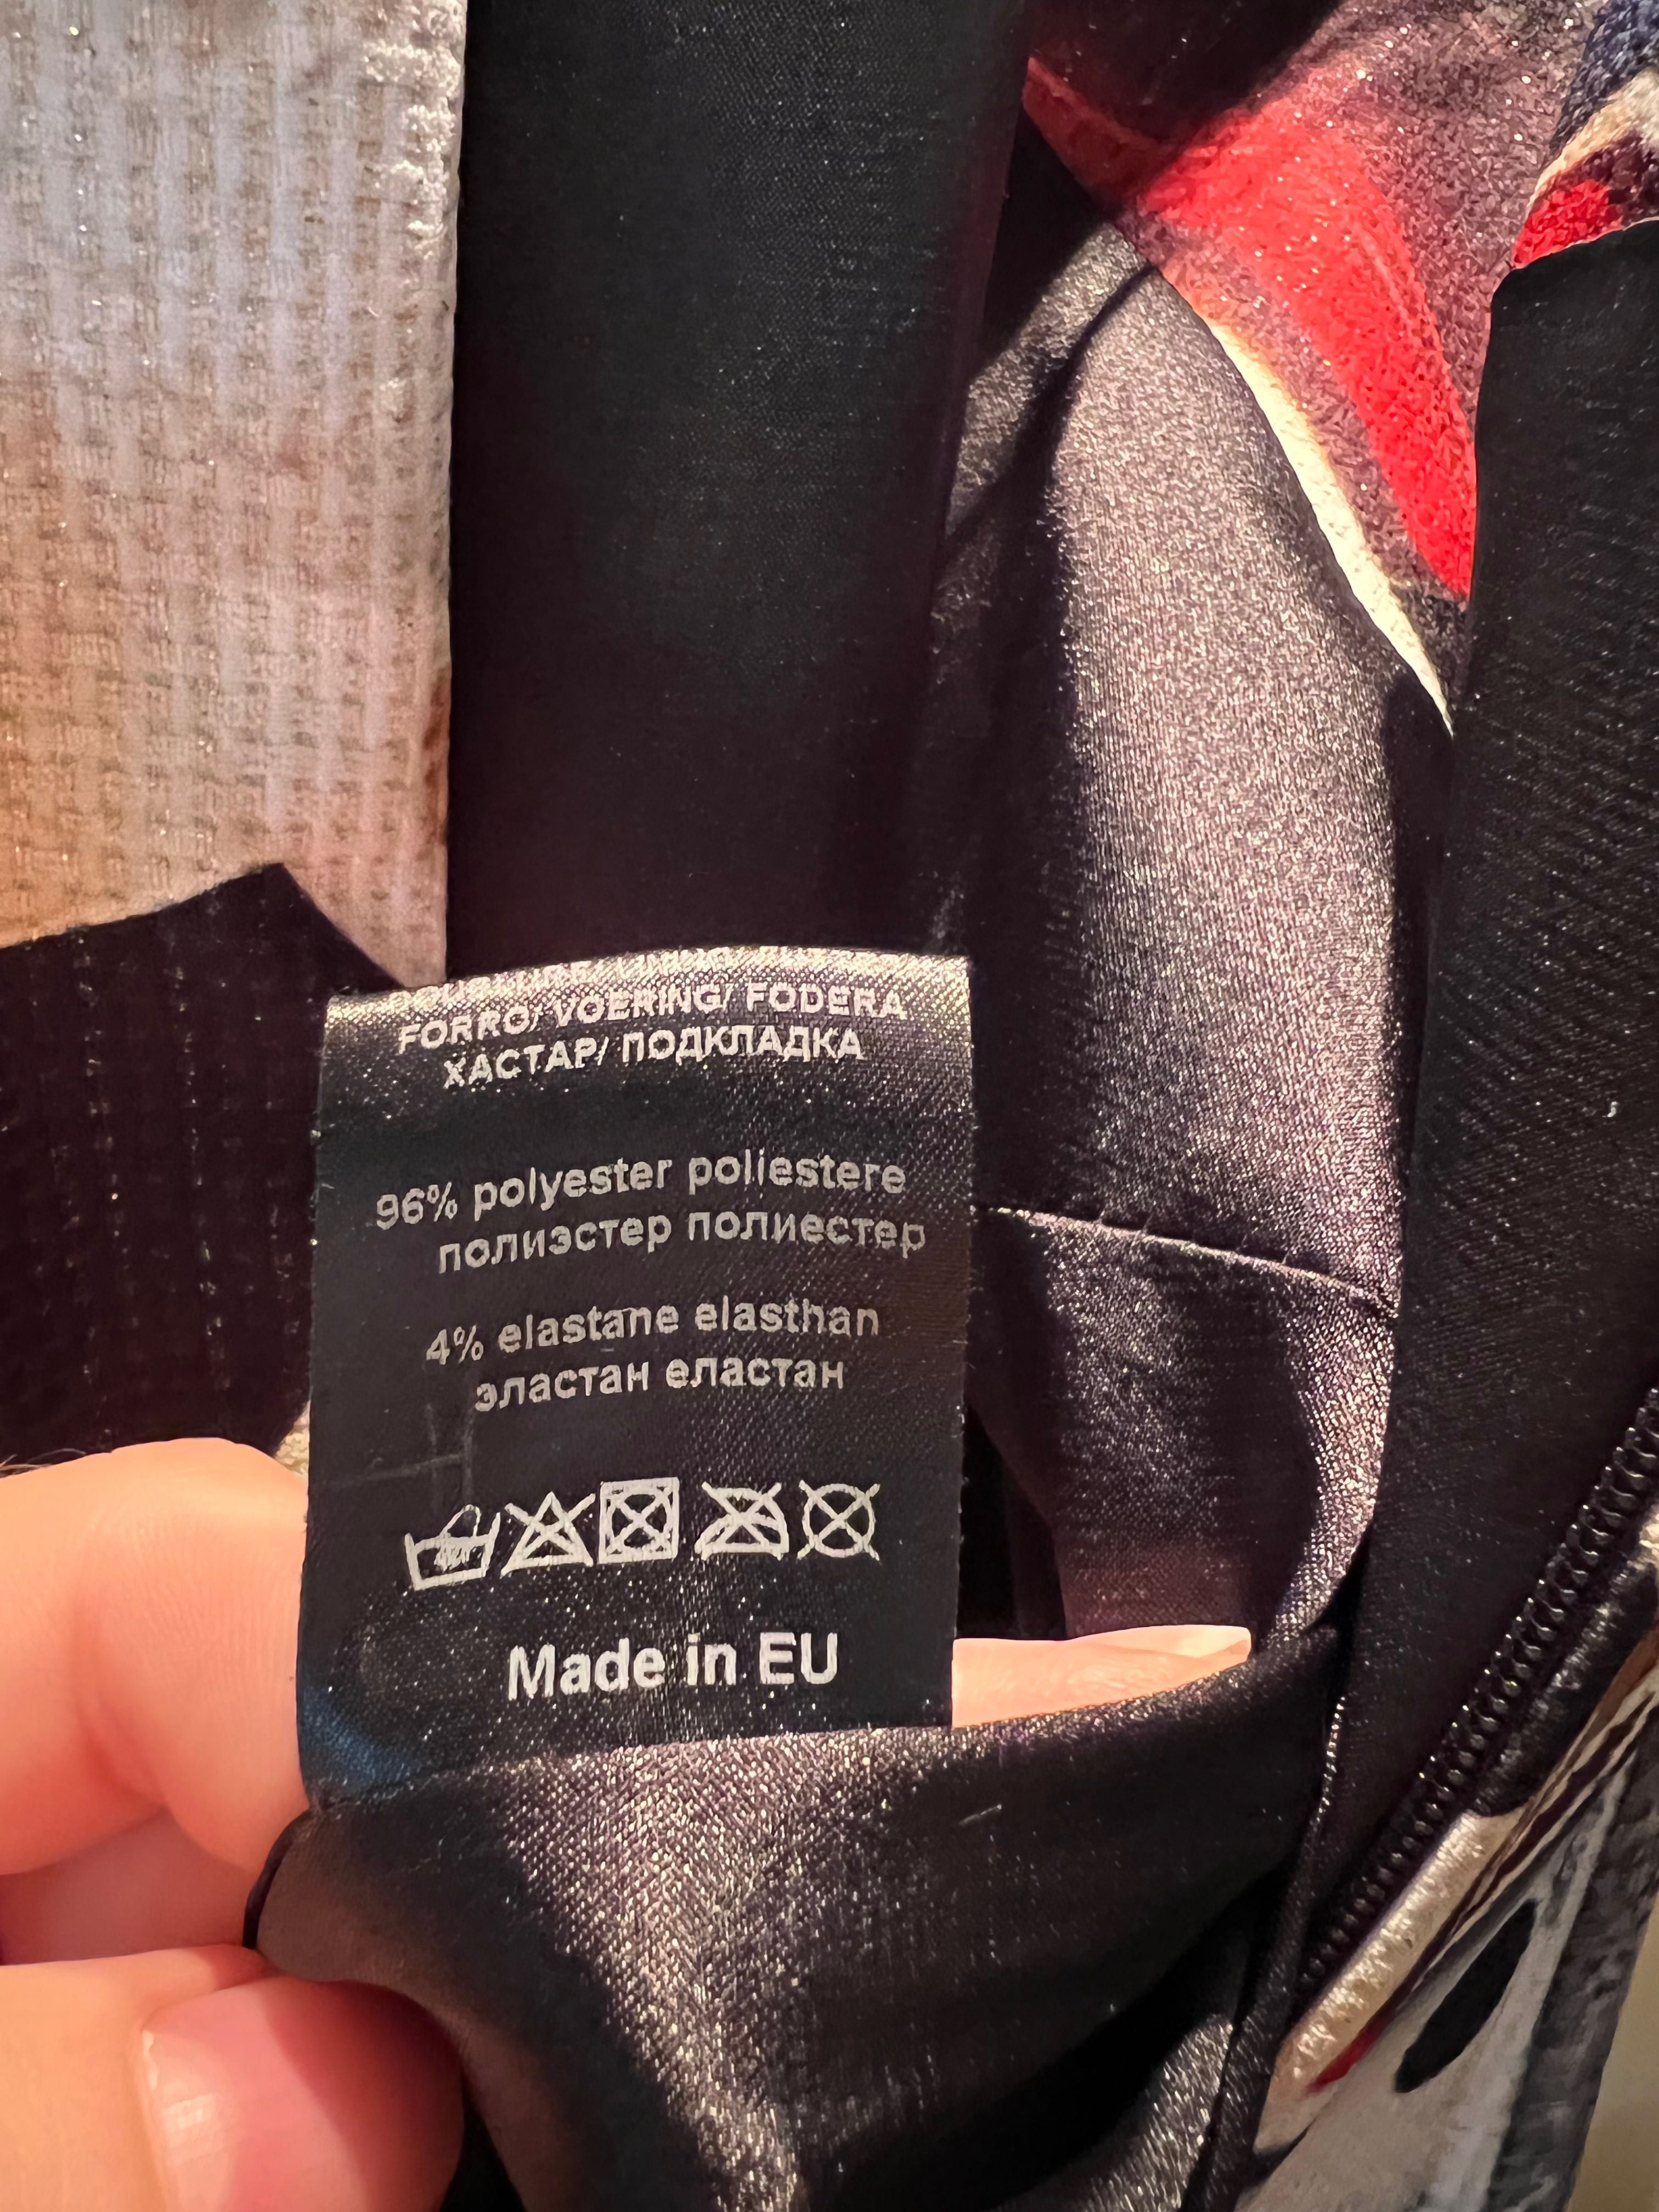 FORRO/ VOERING/ FODERA
ХАСТАР/ ПОДКЛАДКА
96% polyester poliestere
полиэстер полиестер
4% elastane elasthan
эластан еластан
Made in EU